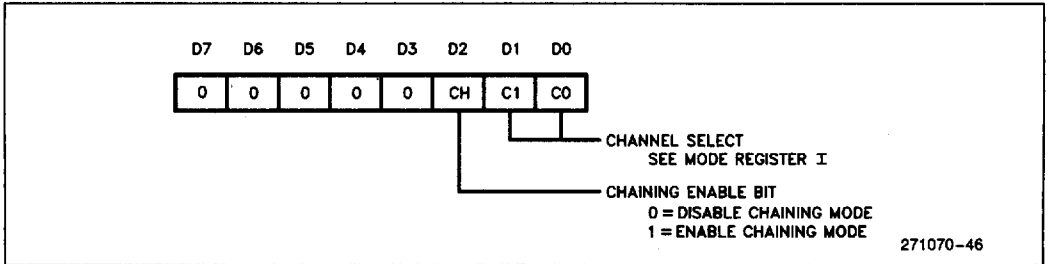 D7 D6 D5 D4 D3 D2 D1 D0
0 0 0 0 0 CH C1 C0
CHANNEL SELECT
SEE MODE REGISTER I
CHAINING ENABLE BIT
0 = DISABLE CHAINING MODE
1 = ENABLE CHAINING MODE
271070-46